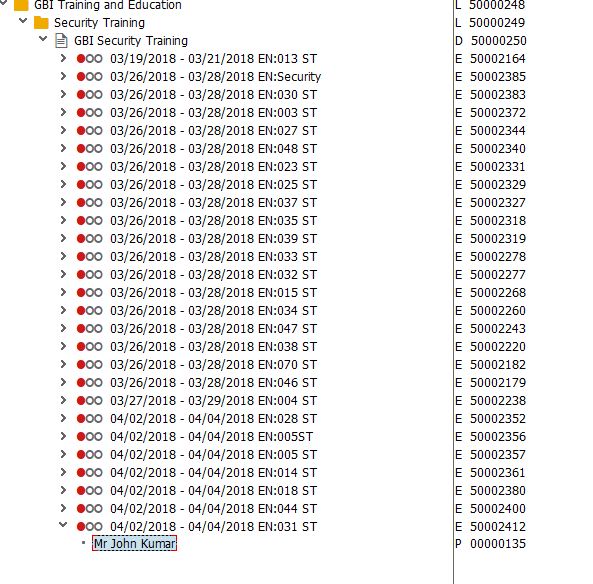 GBI Training and Education L 50000248
Security Training L 50000249
GBI Security Training D 50000250
03/19/2018 - 03/21/2018 EN:013 ST E 50002164
03/26/2018 - 03/28/2018 EN:Security E 50002385
03/26/2018 - 03/28/2018 EN:030 ST E 50002383
03/26/2018 - 03/28/2018 EN:003 ST E 50002372
03/26/2018 - 03/28/2018 EN:027 ST E 50002344
03/26/2018 - 03/28/2018 EN:048 ST E 50002340
03/26/2018 - 03/28/2018 EN:023 ST E 50002331
03/26/2018 - 03/28/2018 EN:025 ST E 50002329
03/26/2018 - 03/28/2018 EN:037 ST E 50002327
03/26/2018 - 03/28/2018 EN:035 ST E 50002318
03/26/2018 - 03/28/2018 EN:039 ST E 50002319
03/26/2018 - 03/28/2018 EN:033 ST E 50002278
03/26/2018 - 03/28/2018 EN:032 ST E 50002277
03/26/2018 - 03/28/2018 EN:015 ST E 50002268
03/26/2018 - 03/28/2018 EN:034 ST E 50002260
03/26/2018 - 03/28/2018 EN:047 ST E 50002243
03/26/2018 - 03/28/2018 EN:038 ST E 50002220
03/26/2018 - 03/28/2018 EN:070 ST E 50002182
03/26/2018 - 03/28/2018 EN:046 ST E 50002179
03/27/2018 - 03/29/2018 EN:004 ST E 50002238
04/02/2018 - 04/04/2018 EN:028 ST E 50002352
04/02/2018 - 04/04/2018 EN:005ST E 50002356
04/02/2018 - 04/04/2018 EN:005 ST E 50002357
04/02/2018 - 04/04/2018 EN:014 ST E 50002361
04/02/2018 - 04/04/2018 EN:018 ST E 50002380
04/02/2018 - 04/04/2018 EN:044 ST E 50002400
04/02/2018 - 04/04/2018 EN:031 ST E 50002412
Mr John Kumar P 00000135